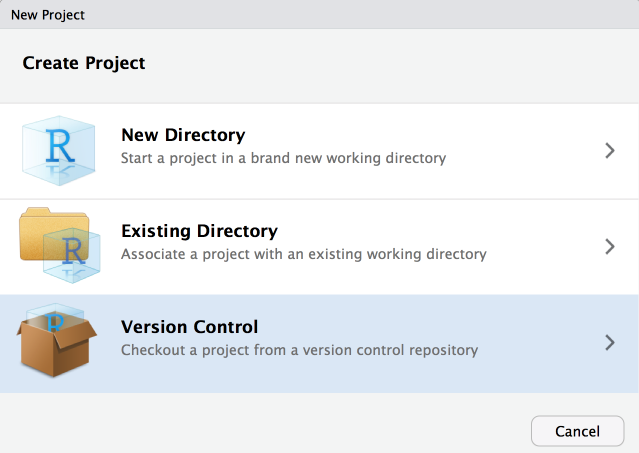 New Project
Create Project
R
New Directory
Start a project in a brand new working directory
R
Existing Directory
Associate a project with an existing working directory
R
Version Control
Checkout a project from a version control repository
Cancel